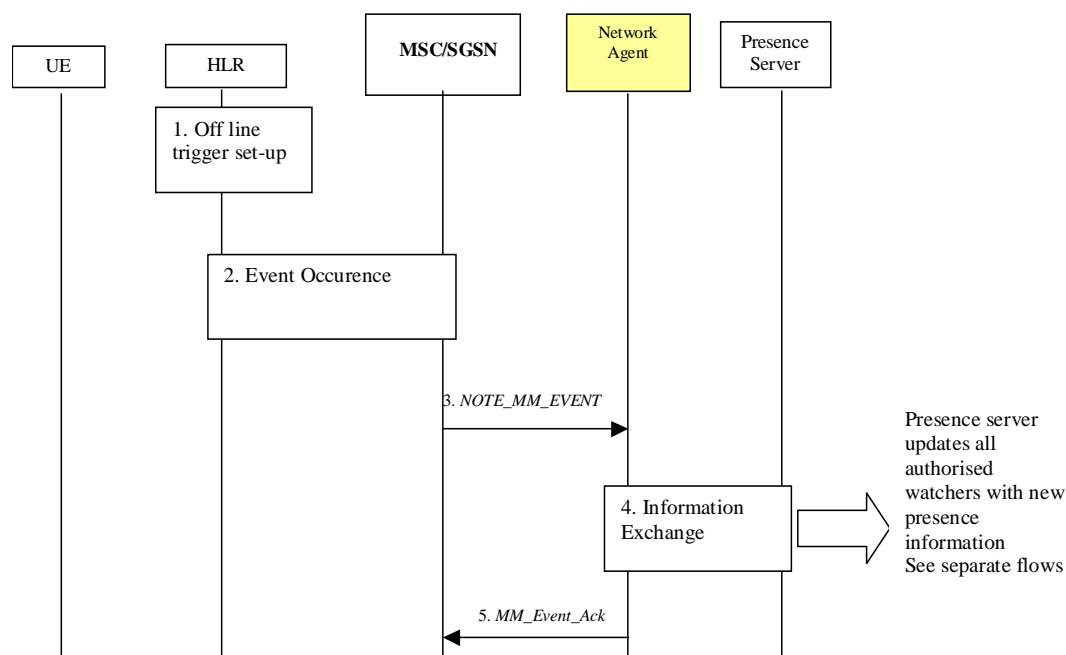 UE
HLR
MSC/SGSN
Network
Agent
Presence
Server
1. Off line
trigger set-up
2. Event Occurence
3. NOTE_MM_EVENT
4. Information
Exchange
Presence server
updates all
authorised
watchers with new
presence
information
See separate flows
5. MM_Event_Ack